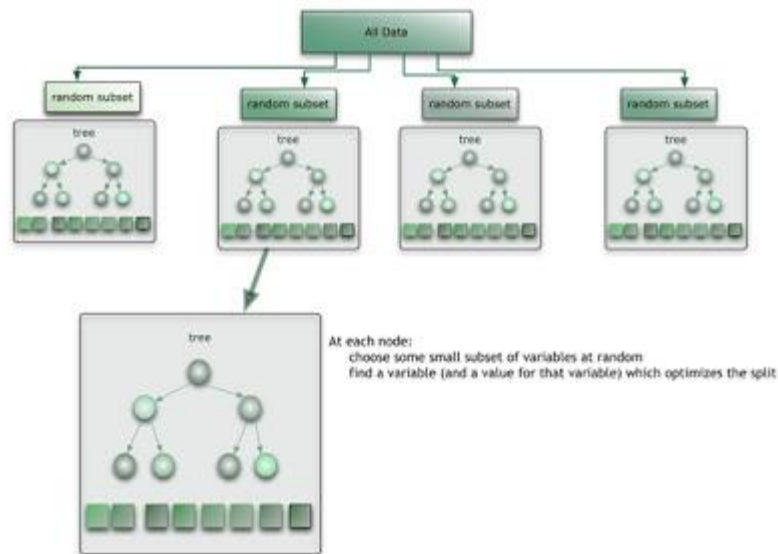 All Data
random subset
random subset
random subset
random subset
tree
tree
tree
tree
tree
At each node:
choose some small subset of variables at random
find a variable (and a value for that variable) which optimizes the split